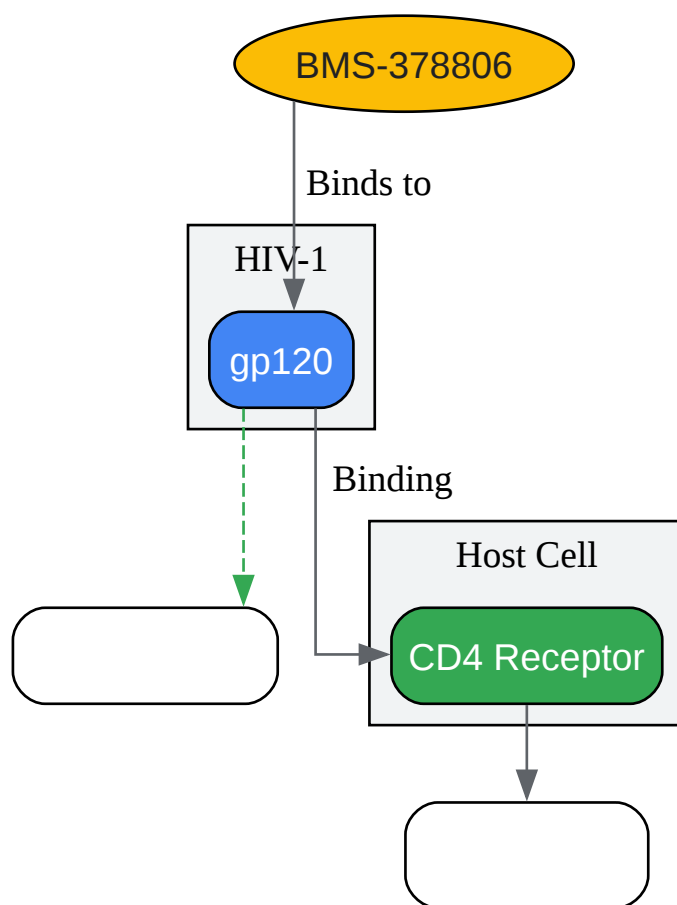 BMS-378806
Binds to
HIV-1
gp120
Binding
Host Cell
CD4 Receptor